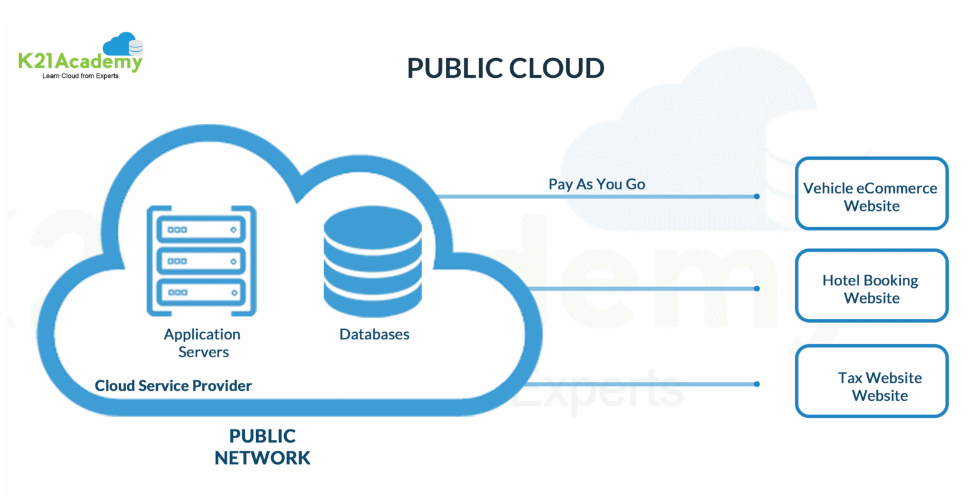 K21Academy
Learn Cloud from Experts
PUBLIC CLOUD
Pay As You Go
Vehicle eCommerce
Website
Hotel Booking
Website
Tax Website
Website
Application
Servers
Databases
Cloud Service Provider
PUBLIC
NETWORK